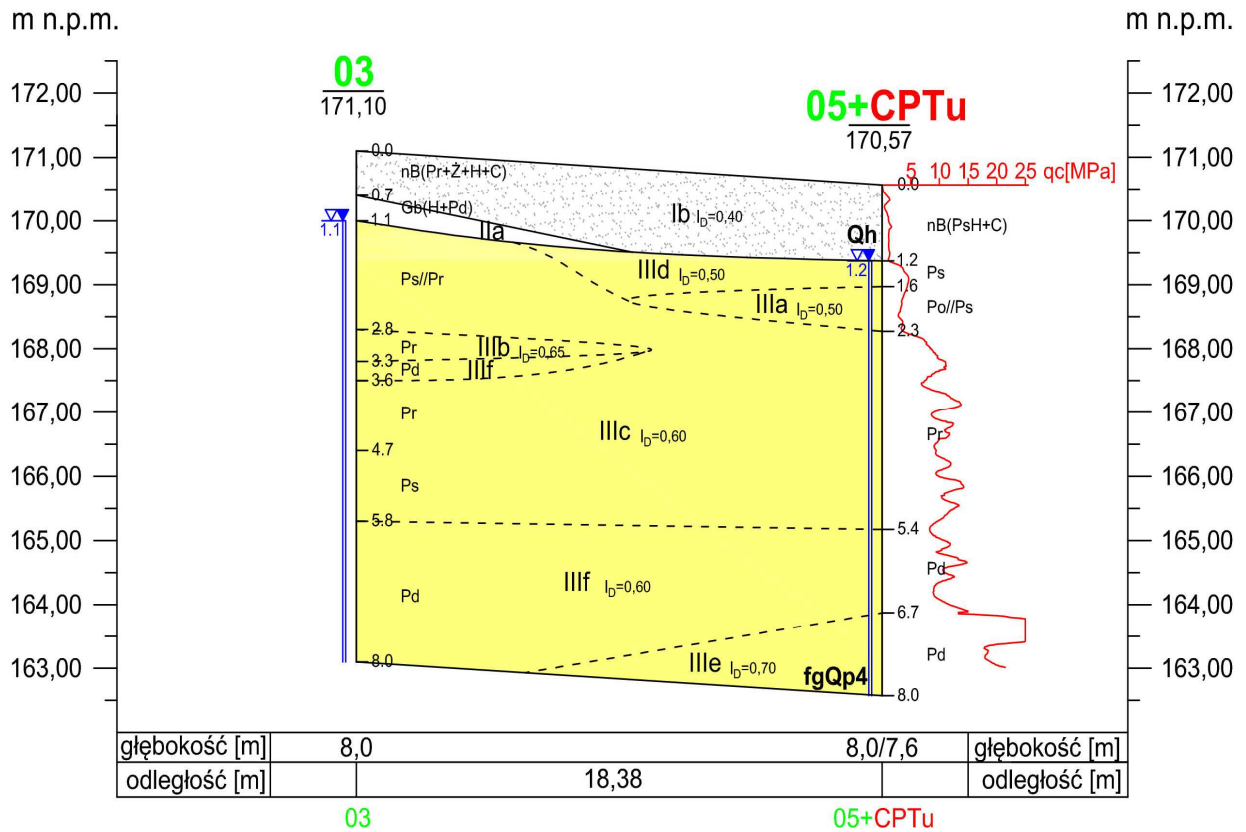 m n.p.m.
m n.p.m.
172,00
171,00
170,00
169,00
168,00
167,00
166,00
165,00
164,00
163,00
03
171,10
05+CPTu
170,57
172,00
171,00
170,00
169,00
168,00
167,00
166,00
165,00
164,00
163,00
5 10 15 20 25 qc[MPa]
0.0
nB(Pr+Ż+H+C)
0.7
Gb(H+Pd)
1.1
1.1
IIa
Ps//Pr
2.8
Pr
3.3
Pd
3.6
Pr
4.7
Ps
5.8
Pd
8.0
Ib ID=0,40
Qh
IIId ID=0,50
IIIa ID=0,50
IIIb ID=0,65
IIIf
IIIc ID=0,60
IIIf ID=0,60
IIIe ID=0,70
fgQp4
0.0
nB(PsH+C)
1.2
1.2
Ps
1.6
Po//Ps
2.3
Pr
5.4
Pd
6.7
Pd
8.0
głębokość [m] 8,0 8,0/7,6 głębokość [m]
odległość [m] 18,38 odległość [m]
03 05+CPTu